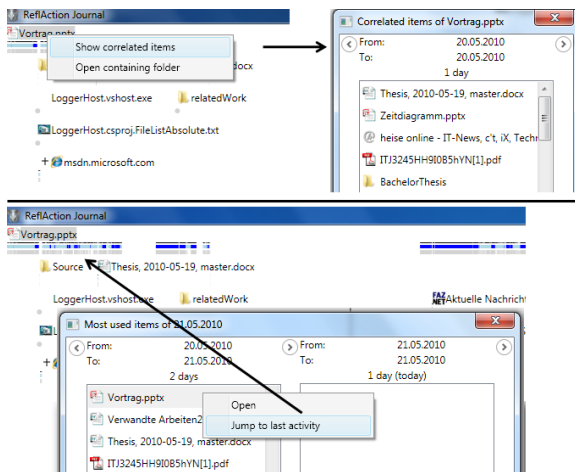 ReflAction Journal
Vortrag.pptx
Show correlated items
Open containing folder
docx
LoggerHost.vshost.exe
relatedWork
LoggerHost.csproj.FileListAbsolute.txt
+ msdn.microsoft.com
Correlated items of Vortrag.pptx
From: 20.05.2010
To: 20.05.2010
1 day
Thesis, 2010-05-19, master.docx
Zeitdiagramm.pptx
heise online - IT-News, c't, iX, Techn
ITJ3245HH9I0B5hYN[1].pdf
BachelorThesis
ReflAction Journal
Vortrag.pptx
Source
Thesis, 2010-05-19, master.docx
LoggerHost.vshost.exe
relatedWork
FAZ NET Aktuelle Nachricht
Most used items of 21.05.2010
From: 20.05.2010
To: 21.05.2010
2 days
From: 21.05.2010
To: 21.05.2010
1 day (today)
Vortrag.pptx
Verwandte Arbeiten2
Thesis, 2010-05-19, master.docx
ITJ3245HH9I0B5hYN[1].pdf
Open
Jump to last activity